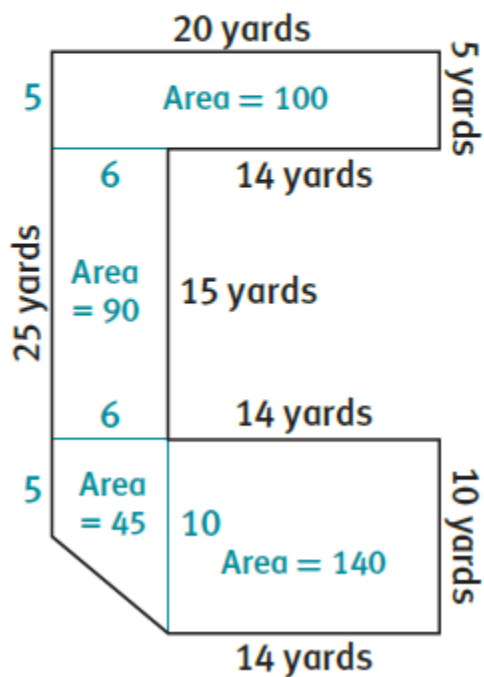 20 yards
5
Area = 100
5 yards
6
14 yards
25 yards
Area
= 90
15 yards
6
14 yards
5
Area
= 45
10
Area = 140
10 yards
14 yards